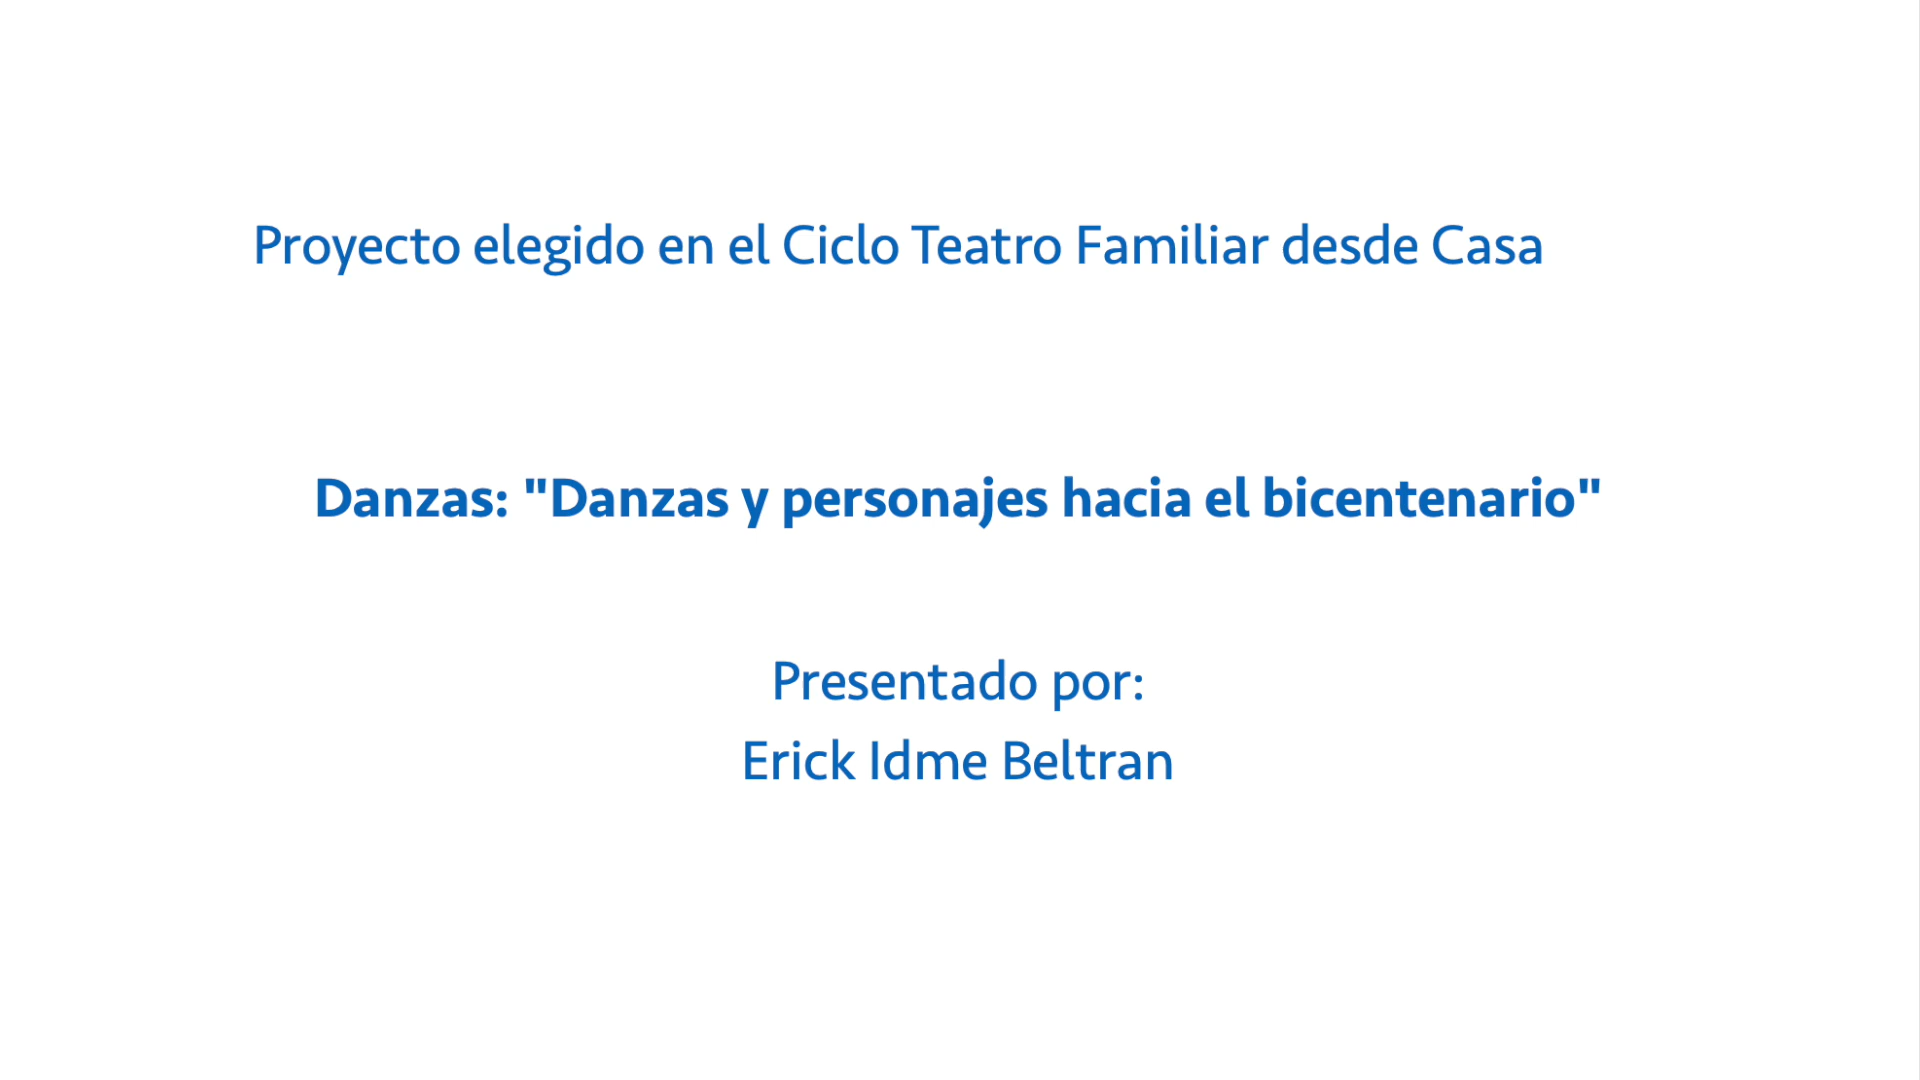 Proyecto elegido en el Ciclo Teatro Familiar desde Casa
Danzas: "Danzas y personajes hacia el bicentenario"
Presentado por:
Erick Idme Beltran